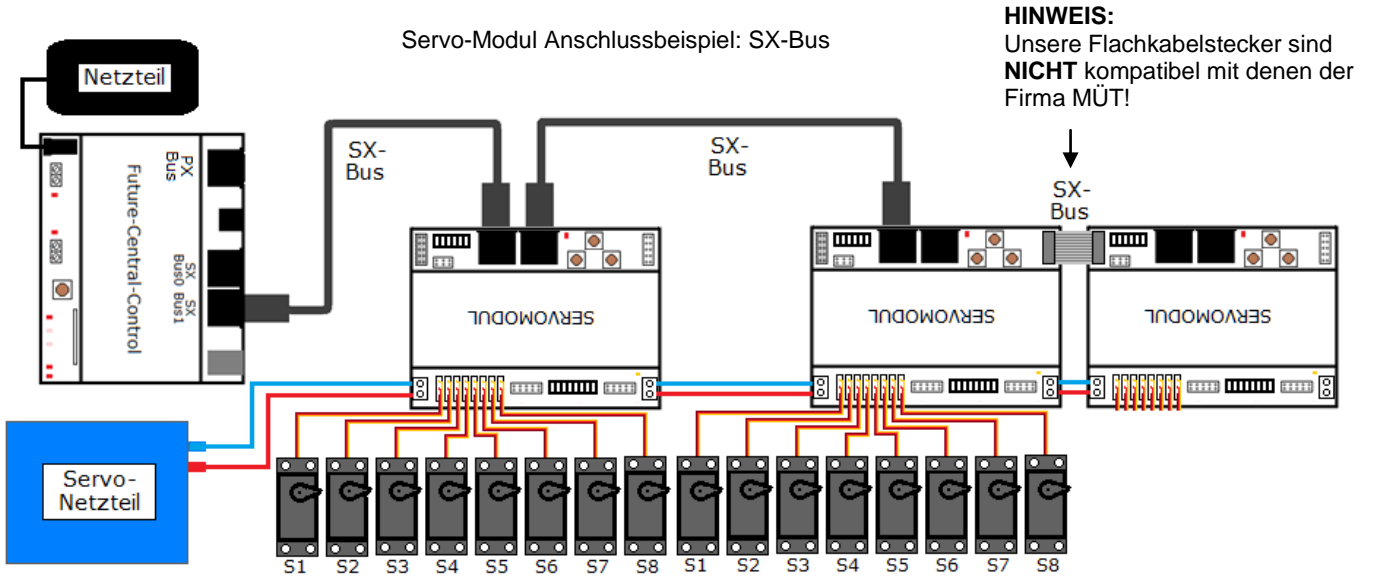 HINWEIS:
Unsere Flachkabelstecker sind
NICHT kompatibel mit denen der
Firma MÜT!
Servo-Modul Anschlussbeispiel: SX-Bus
Netzteil
PX
Bus
SX
Bus0
SX
Bus1
Future-Central-Control
SX-
Bus
SX-
Bus
SX-
Bus
SERVOMODUL
SERVOMODUL
SERVOMODUL
Servo-
Netzteil
S1 S2 S3 S4 S5 S6 S7 S8 S1 S2 S3 S4 S5 S6 S7 S8